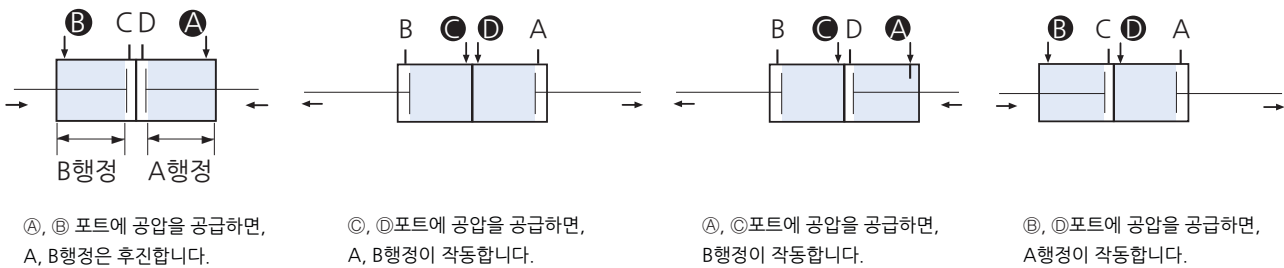 B C D A
B C D A
B C D A
B C D A
B행정 A행정
Ⓐ, Ⓑ 포트에 공압을 공급하면,
A, B행정은 후진합니다.
Ⓒ, Ⓓ포트에 공압을 공급하면,
A, B행정이 작동합니다.
Ⓐ, Ⓒ포트에 공압을 공급하면,
B행정이 작동합니다.
Ⓑ, Ⓓ포트에 공압을 공급하면,
A행정이 작동합니다.